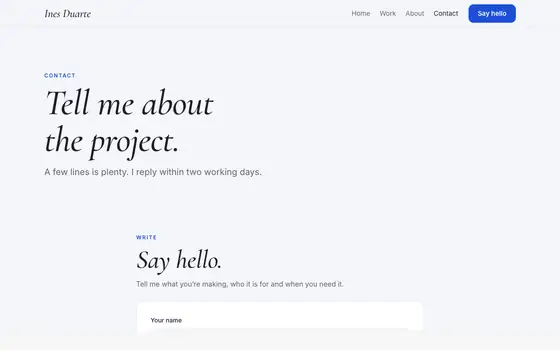 Ines Duarte
Home Work About Contact Say hello
CONTACT
Tell me about
the project.
A few lines is plenty. I reply within two working days.
WRITE
Say hello.
Tell me what you're making, who it is for and when you need it.
Your name